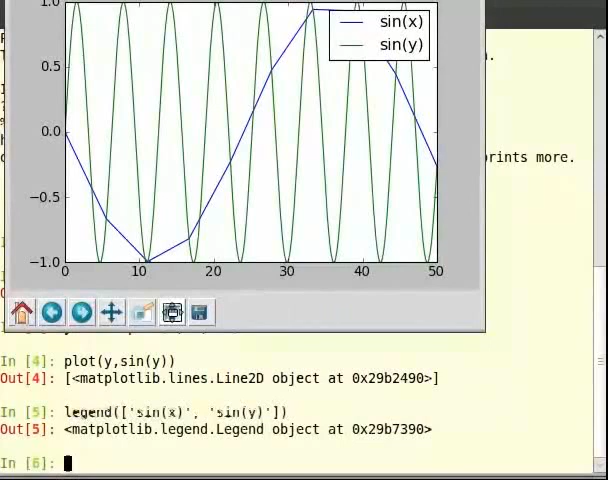 1.0
sin(x)
sin(y)
0.5
0.0
prints more.
−0.5
−1.0
0 10 20 30 40 50
In [4]: plot(y,sin(y))
Out[4]: [<matplotlib.lines.Line2D object at 0x29b2490>]
In [5]: legend(['sin(x)', 'sin(y)'])
Out[5]: <matplotlib.legend.Legend object at 0x29b7390>
In [6]: